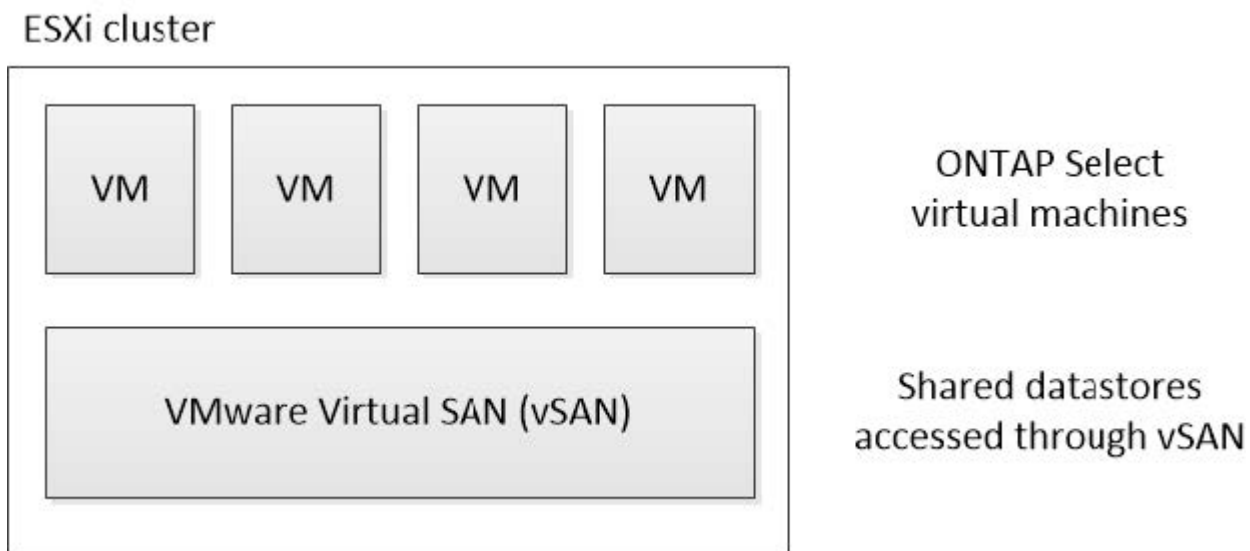 ESXi cluster
VM
VM
VM
VM
ONTAP Select
virtual machines
VMware Virtual SAN (vSAN)
Shared datastores
accessed through vSAN